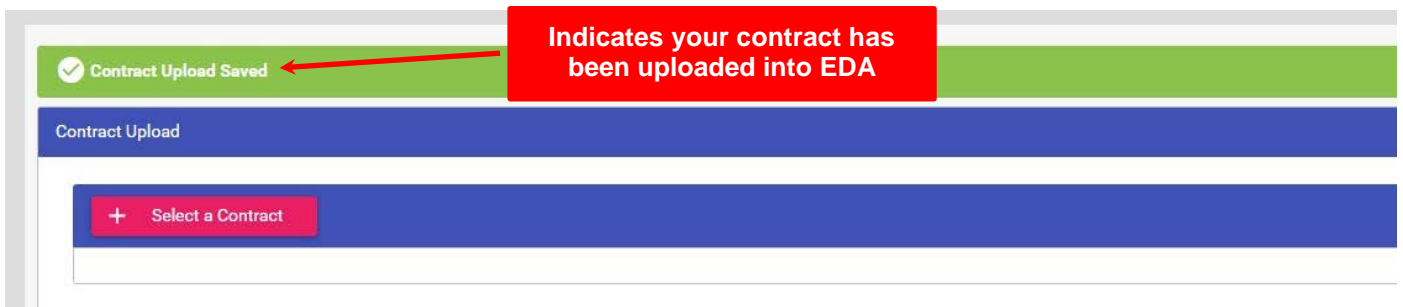 Indicates your contract has
been uploaded into EDA
Contract Upload Saved
Contract Upload
+ Select a Contract